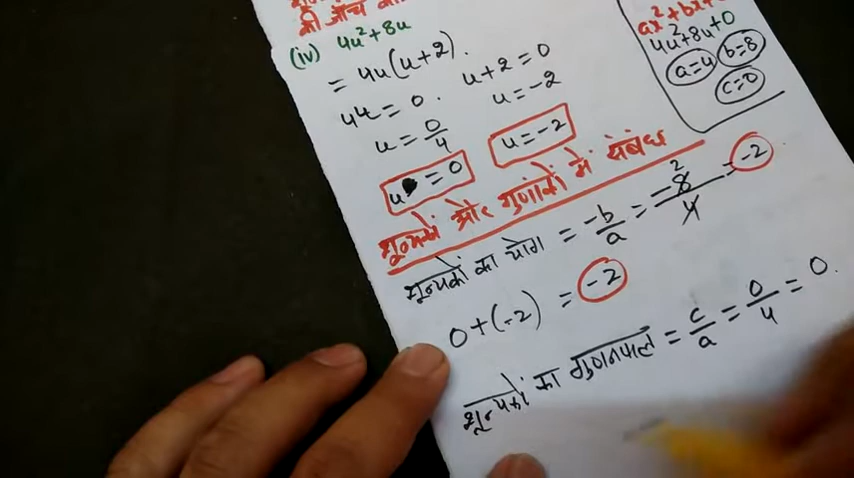 की जाँच
(iv) 4u²+8u
= 4u(u+2).
4u = 0. u+2=0
u = 0/4 u=-2
u = 0 u=-2
ax²+bx+
4u²+8u+0
a=4 b=8
c=0
शून्यकों और गुणांकों में संबंध
शून्यकों का योग = -b/a = -8/4 = -2
0+(-2) = -2
शून्यकों का गुणनफल = c/a = 0/4 = 0.